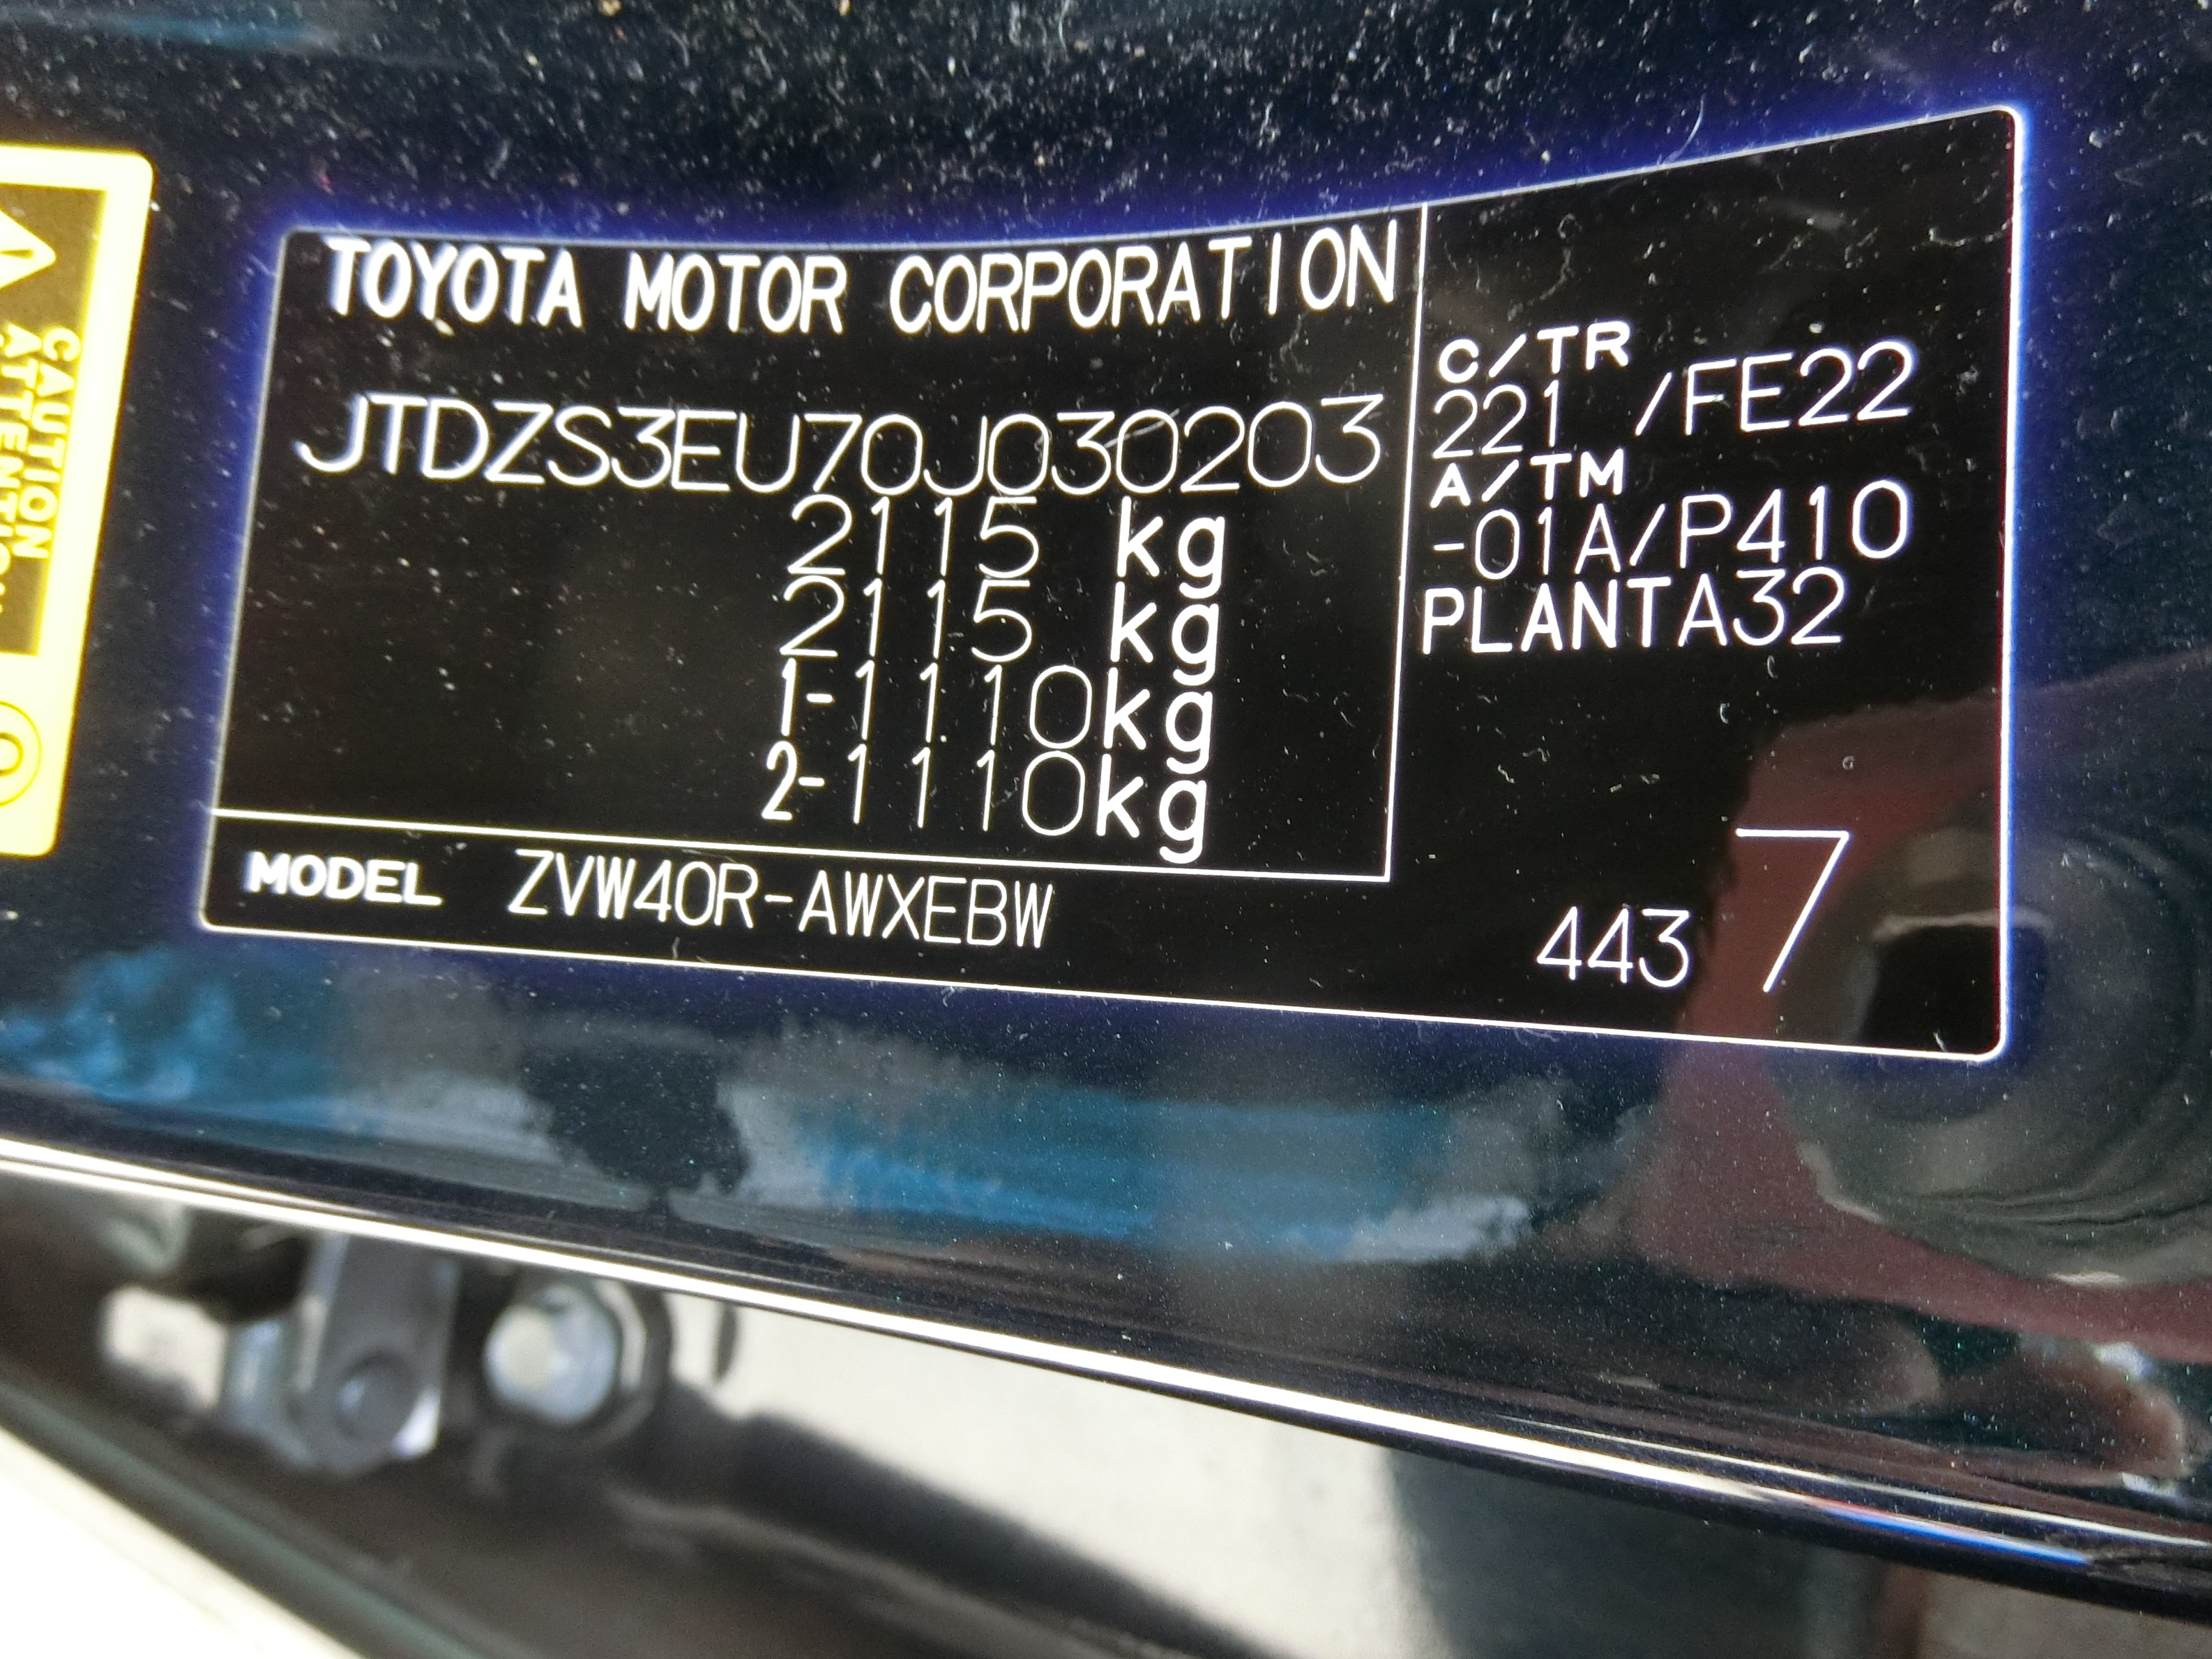 TOYOTA MOTOR CORPORATION
JTDZS3EU70J030203
2115 kg
2115 kg
1-1110kg
2-1110kg
MODEL ZVW40R-AWXEBW
C/TR
221 /FE22
A/TM
-01A/P410
PLANTA32
443 7
CAUTION